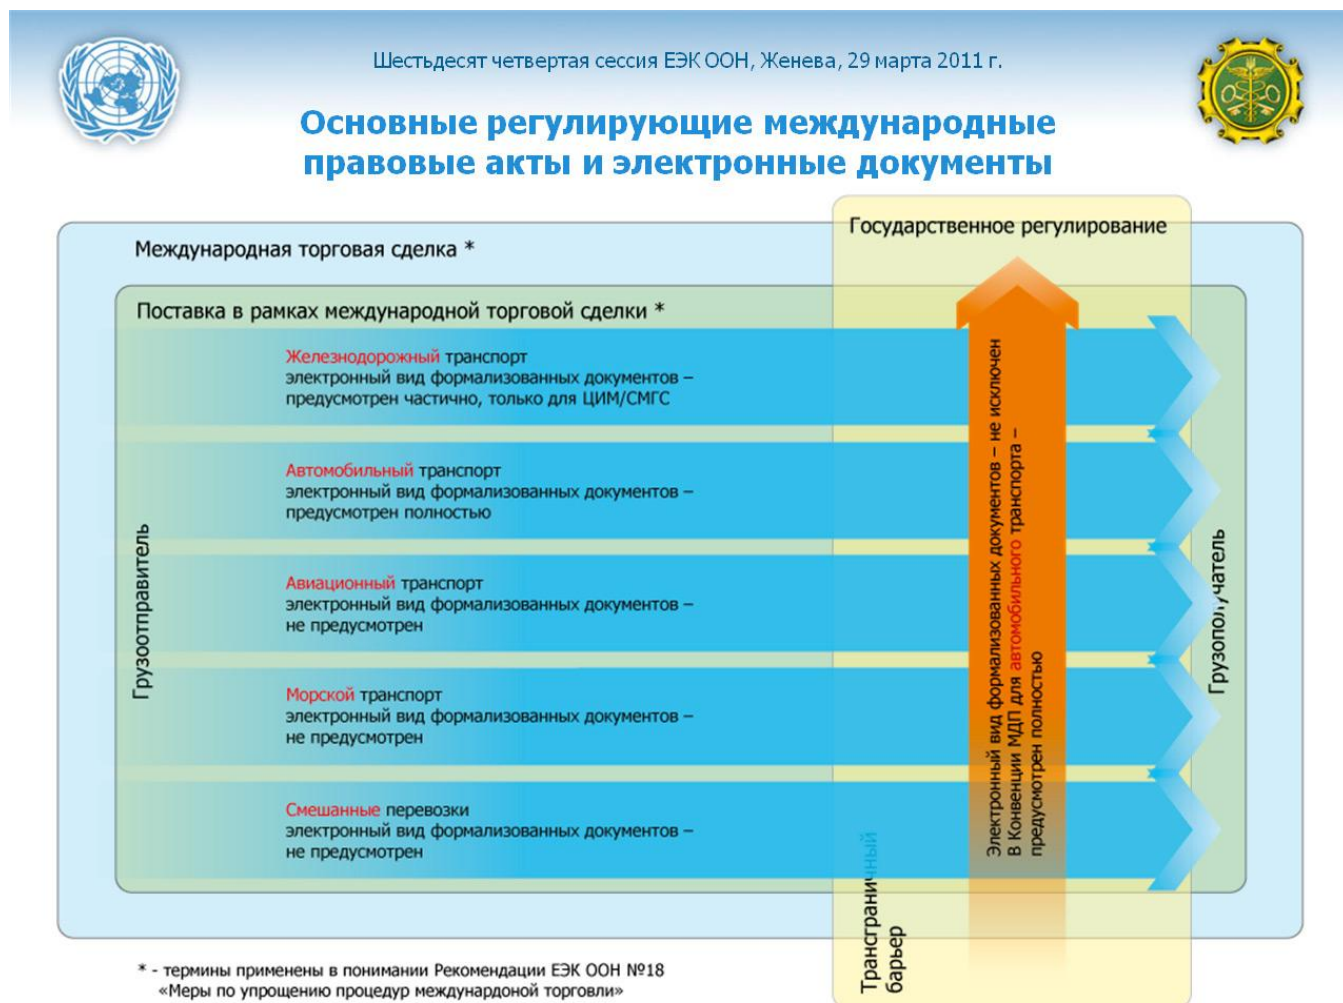 Шестьдесят четвертая сессия ЕЭК ООН, Женева, 29 марта 2011 г.
Основные регулирующие международные
правовые акты и электронные документы
Государственное регулирование
Международная торговая сделка *
Поставка в рамках международной торговой сделки *
Железнодорожный транспорт
электронный вид формализованных документов –
предусмотрен частично, только для ЦИМ/СМГС
Автомобильный транспорт
электронный вид формализованных документов –
предусмотрен полностью
Авиационный транспорт
электронный вид формализованных документов –
не предусмотрен
Морской транспорт
электронный вид формализованных документов –
не предусмотрен
Смешанные перевозки
электронный вид формализованных документов –
не предусмотрен
Грузоотправитель
Электронный вид формализованных документов – не исключен
В Конвенции МДП для автомобильного транспорта –
предусмотрен полностью
Грузополучатель
Трансграничный
барьер
* - термины применены в понимании Рекомендации ЕЭК ООН №18
«Меры по упрощению процедур междунардоной торговли»